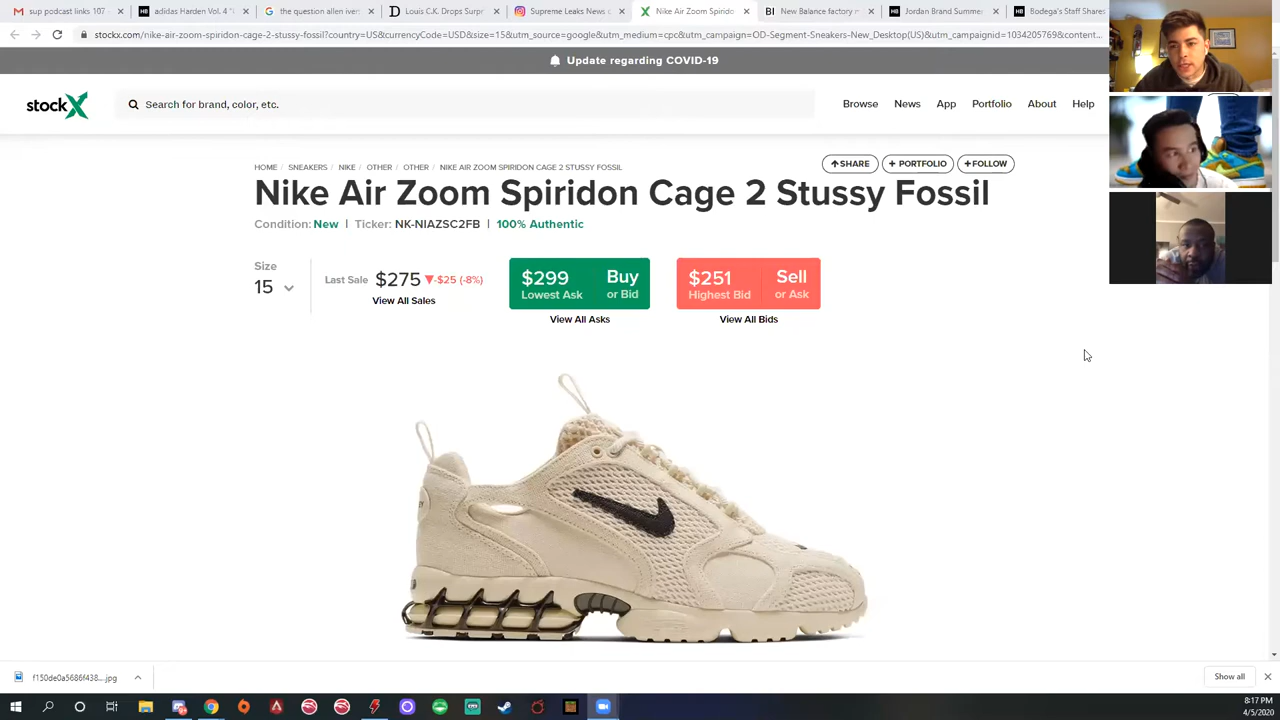 sup podcast links 107
adidas Harden Vol. 4 "
the question allen iver
Louis C.K. Drops Surpr
Supreme Leaks News
Nike Air Zoom Spirido
New Balance factory
Jordan Brand Summer
Bodega's Staff Shares
stockx.com/nike-air-zoom-spiridon-cage-2-stussy-fossil?country=US&currencyCode=USD&size=15&utm_source=google&utm_medium=cpc&utm_campaign=OD-Segment-Sneakers-New_Desktop(US)&utm_campaignid=1034205769&content...
Update regarding COVID-19
stockX
Search for brand, color, etc.
Browse News App Portfolio About Help
HOME / SNEAKERS / NIKE / OTHER / OTHER / NIKE AIR ZOOM SPIRIDON CAGE 2 STUSSY FOSSIL
SHARE + PORTFOLIO +FOLLOW
Nike Air Zoom Spiridon Cage 2 Stussy Fossil
Condition: New | Ticker: NK-NIAZSC2FB | 100% Authentic
Size
15
Last Sale $275 ▼-$25 (-8%)
View All Sales
$299 Buy
Lowest Ask or Bid
View All Asks
$251 Sell
Highest Bid or Ask
View All Bids
f150de0a5686f438....jpg
Show all
8:17 PM
4/5/2020